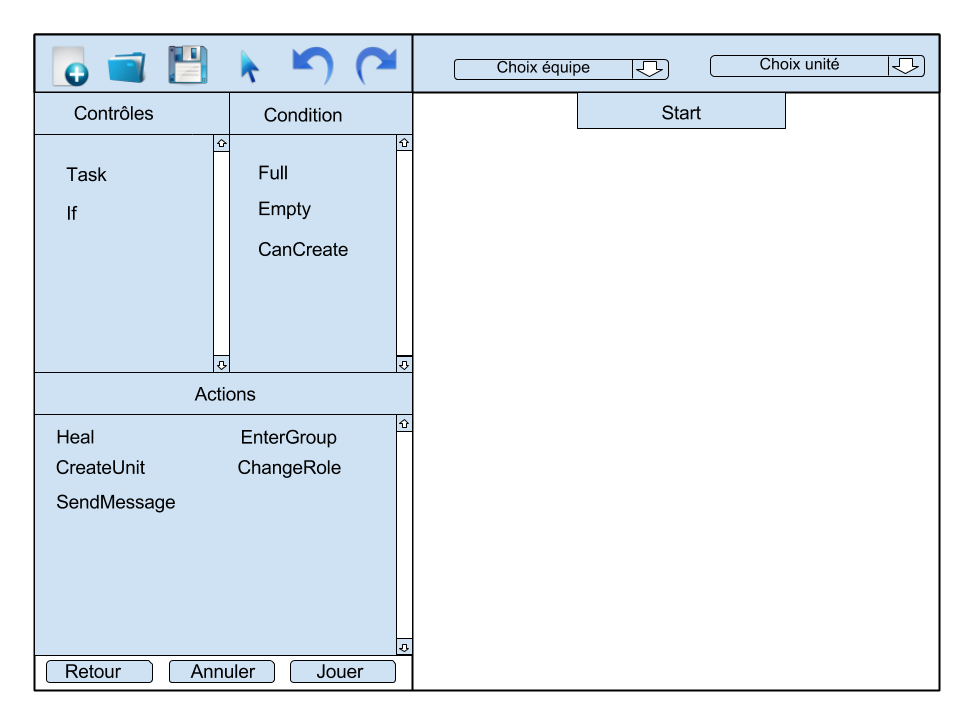 Choix équipe
Choix unité
Contrôles
Condition
Start
Task
If
Full
Empty
CanCreate
Actions
Heal
EnterGroup
CreateUnit
ChangeRole
SendMessage
Retour
Annuler
Jouer